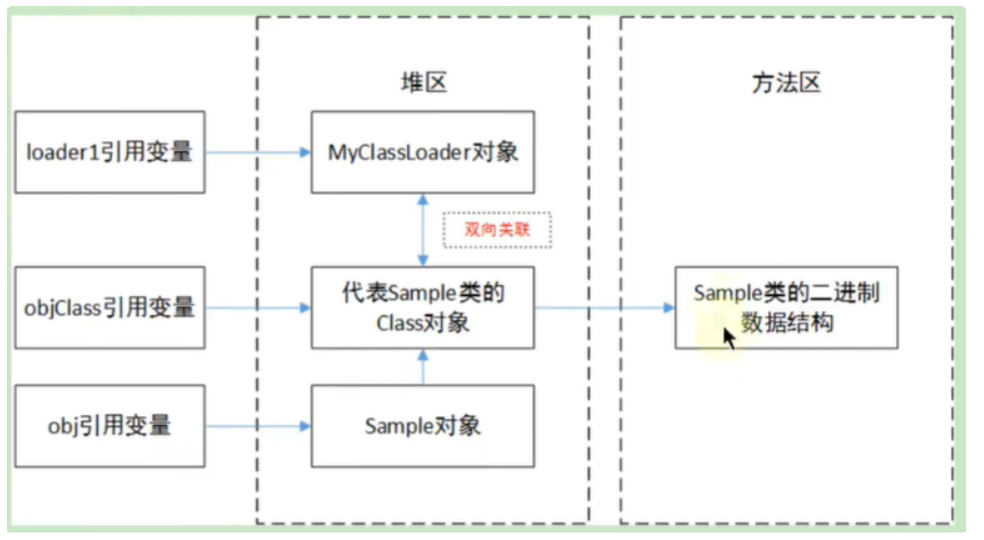 堆区
方法区
loader1引用变量
MyClassLoader对象
双向关联
objClass引用变量
代表Sample类的
Class对象
Sample类的二进制
数据结构
obj引用变量
Sample对象